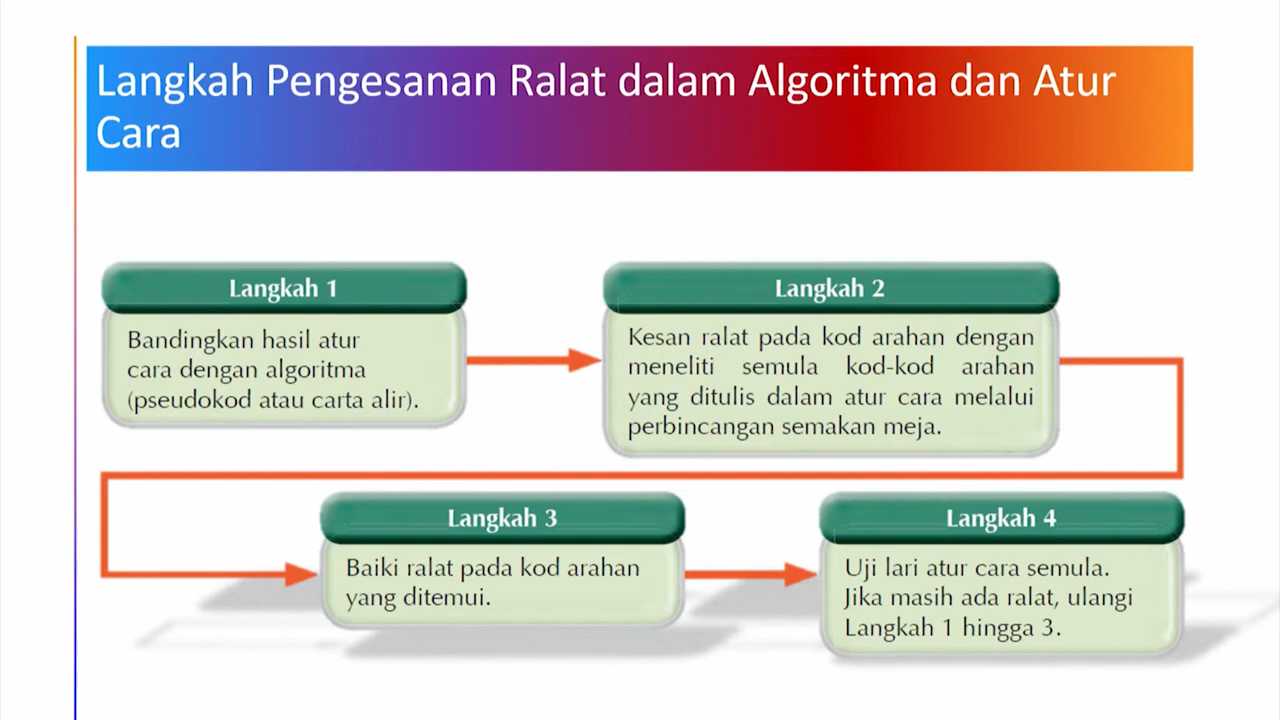 Langkah Pengesanan Ralat dalam Algoritma dan Atur
Cara
Langkah 1
Bandingkan hasil atur
cara dengan algoritma
(pseudokod atau carta alir).
Langkah 2
Kesan ralat pada kod arahan dengan
meneliti semula kod-kod arahan
yang ditulis dalam atur cara melalui
perbincangan semakan meja.
Langkah 3
Baiki ralat pada kod arahan
yang ditemui.
Langkah 4
Uji lari atur cara semula.
Jika masih ada ralat, ulangi
Langkah 1 hingga 3.